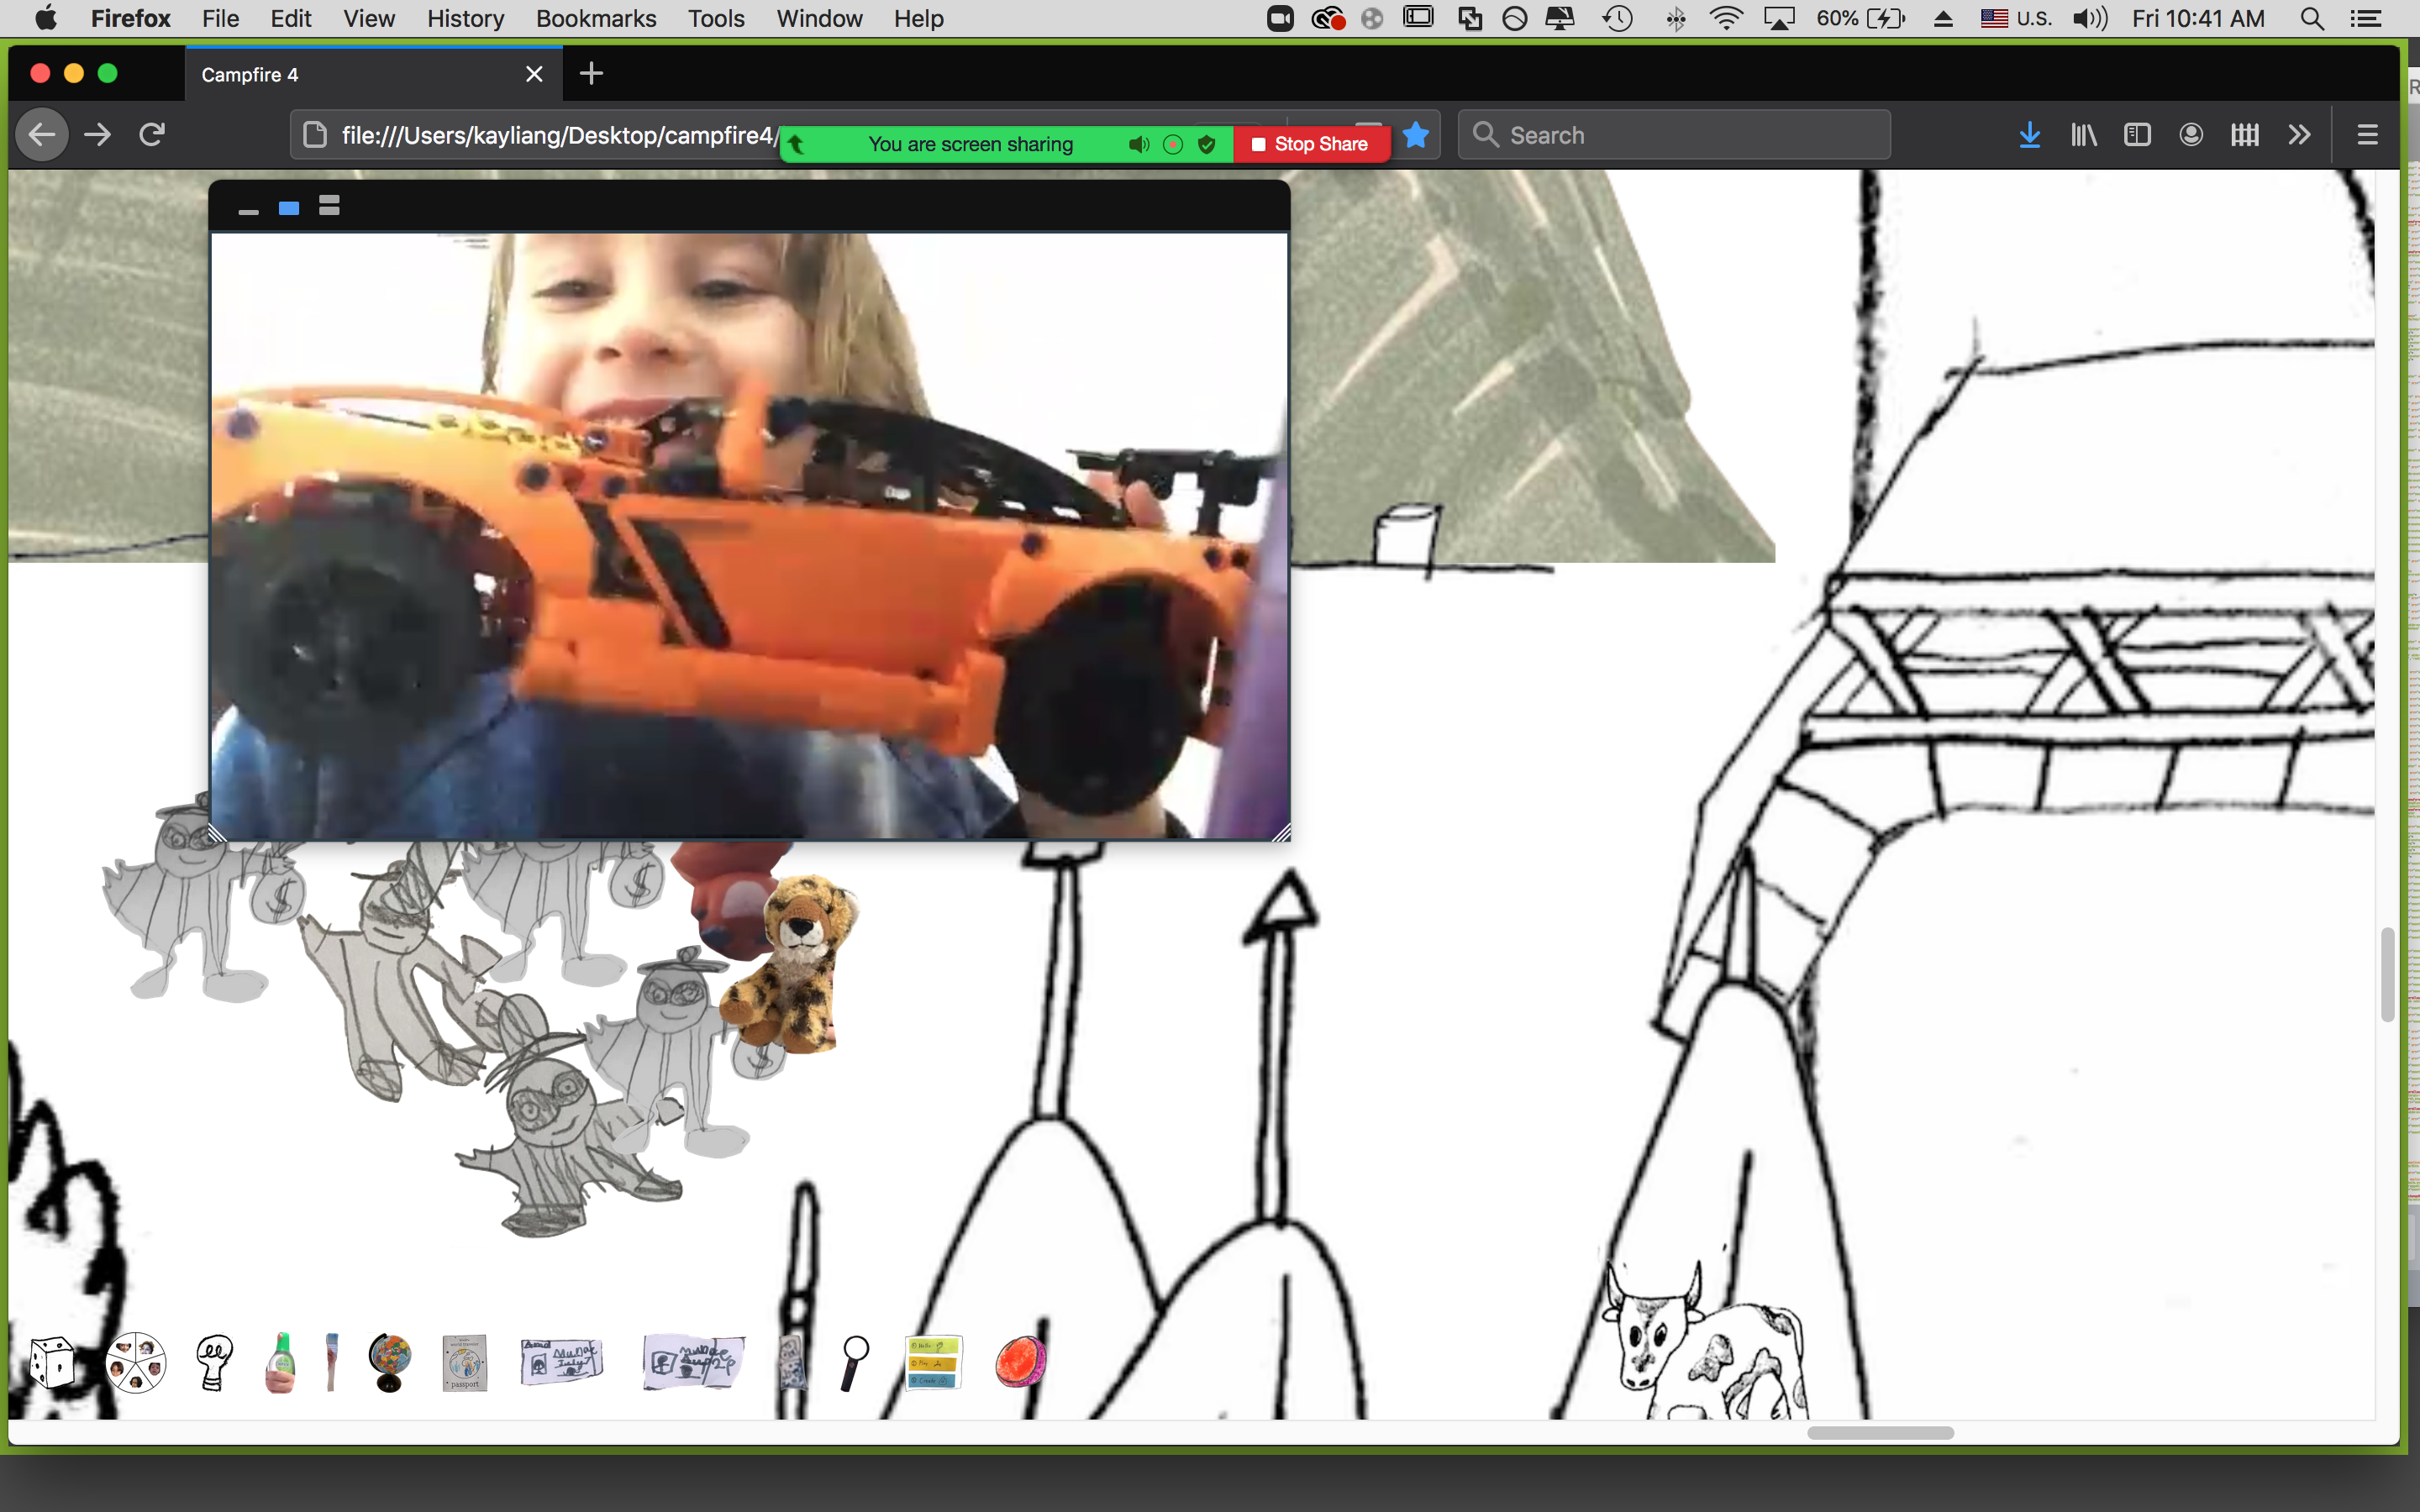 Firefox File Edit View History Bookmarks Tools Window Help 60% U.S. Fri 10:41 AM
Campfire 4
file:///Users/kayliang/Desktop/campfire4/
You are screen sharing
Stop Share
Search
$
$
passport